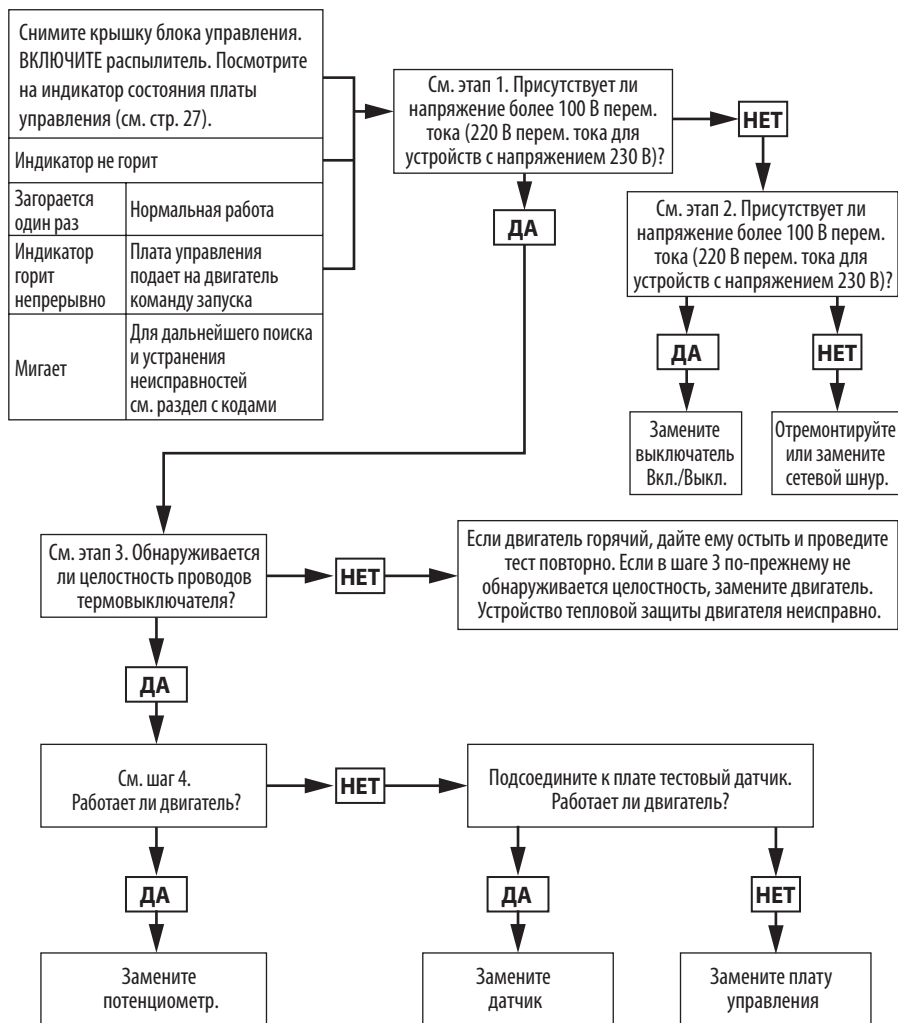 Снимите крышку блока управления.
ВКЛЮЧИТЕ распылитель. Посмотрите
на индикатор состояния платы
управления (см. стр. 27).
Индикатор не горит
Загорается
один раз
Нормальная работа
Индикатор
горит
непрерывно
Плата управления
подает на двигатель
команду запуска
Мигает
Для дальнейшего поиска
и устранения
неисправностей
см. раздел с кодами
См. этап 1. Присутствует ли
напряжение более 100 В перем.
тока (220 В перем. тока для
устройств с напряжением 230 В)?
НЕТ
ДА
См. этап 2. Присутствует ли
напряжение более 100 В перем.
тока (220 В перем. тока для
устройств с напряжением 230 В)?
ДА
НЕТ
Замените
выключатель
Вкл./Выкл.
Отремонтируйте
или замените
сетевой шнур.
См. этап 3. Обнаруживается
ли целостность проводов
термовыключателя?
НЕТ
Если двигатель горячий, дайте ему остыть и проведите
тест повторно. Если в шаге 3 по-прежнему не
обнаруживается целостность, замените двигатель.
Устройство тепловой защиты двигателя неисправно.
ДА
См. шаг 4.
Работает ли двигатель?
НЕТ
Подсоедините к плате тестовый датчик.
Работает ли двигатель?
ДА
ДА
НЕТ
Замените
потенциометр.
Замените
датчик
Замените плату
управления